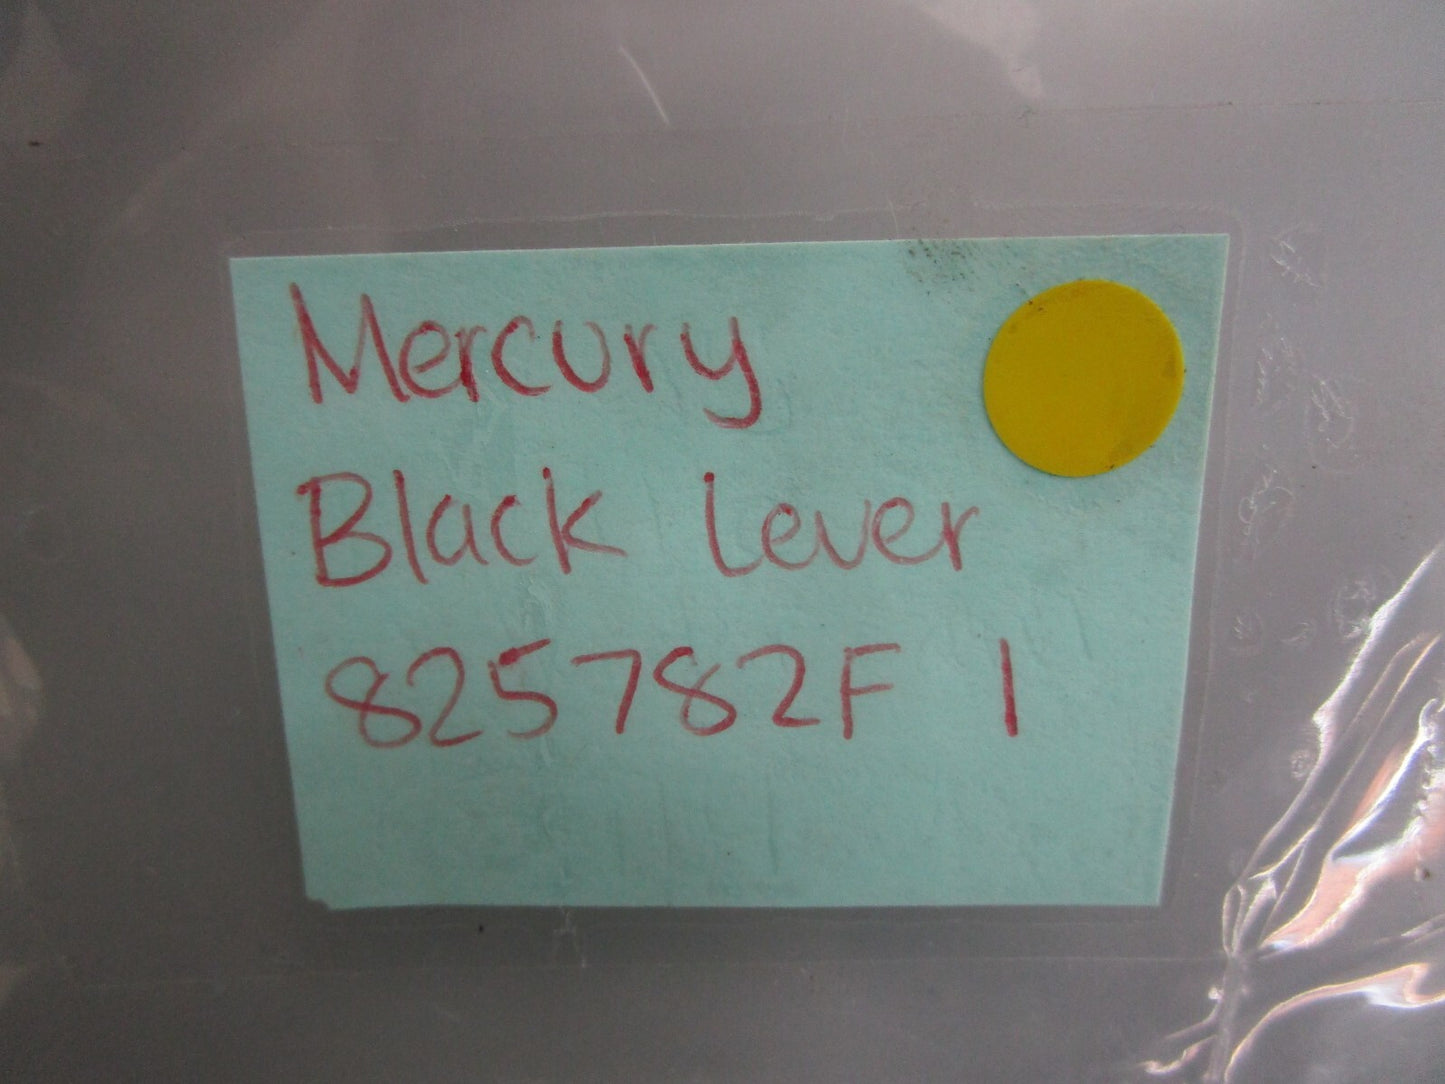 Mercury
Black Lever
825782F 1